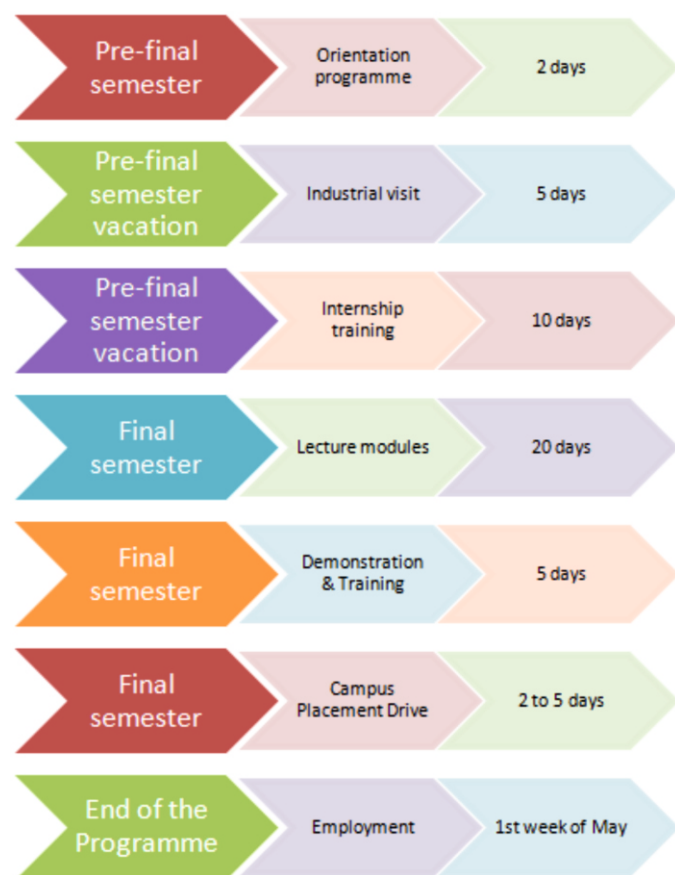 Pre-final
semester
Orientation
programme
2 days
Pre-final
semester
vacation
Industrial visit
5 days
Pre-final
semester
vacation
Internship
training
10 days
Final
semester
Lecture modules
20 days
Final
semester
Demonstration
& Training
5 days
Final
semester
Campus
Placement Drive
2 to 5 days
End of the
Programme
Employment
1st week of May